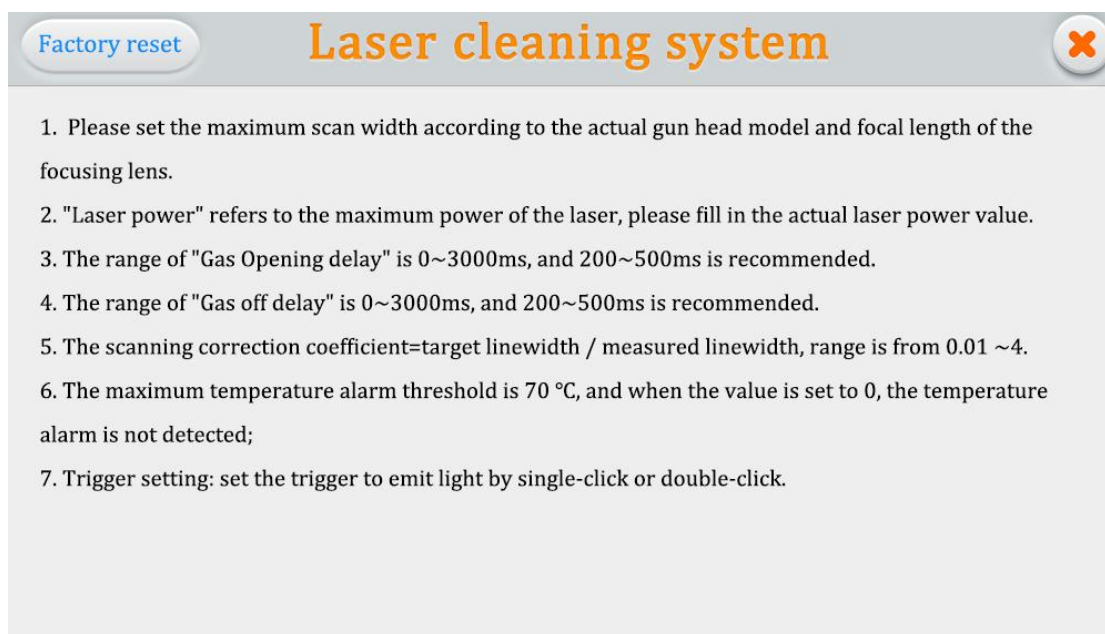 Factory reset
Laser cleaning system
1. Please set the maximum scan width according to the actual gun head model and focal length of the
focusing lens.
2. "Laser power" refers to the maximum power of the laser, please fill in the actual laser power value.
3. The range of "Gas Opening delay" is 0~3000ms, and 200~500ms is recommended.
4. The range of "Gas off delay" is 0~3000ms, and 200~500ms is recommended.
5. The scanning correction coefficient=target linewidth / measured linewidth, range is from 0.01 ~4.
6. The maximum temperature alarm threshold is 70 °C, and when the value is set to 0, the temperature
alarm is not detected;
7. Trigger setting: set the trigger to emit light by single-click or double-click.